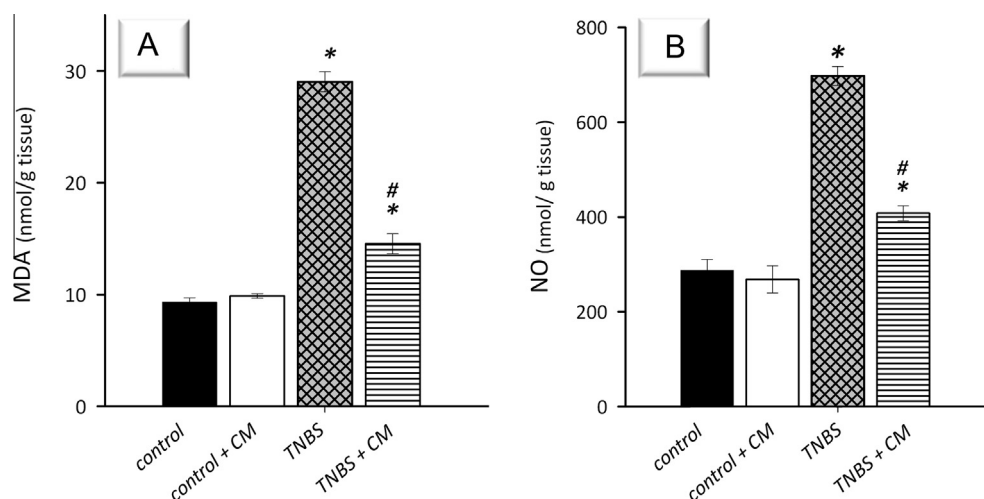 A
MDA (nmol/g tissue)
30
20
10
0
*
#
*
control
control + CM
TNBS
TNBS + CM
B
NO (nmol/ g tissue)
800
600
400
200
0
*
#
*
control
control + CM
TNBS
TNBS + CM